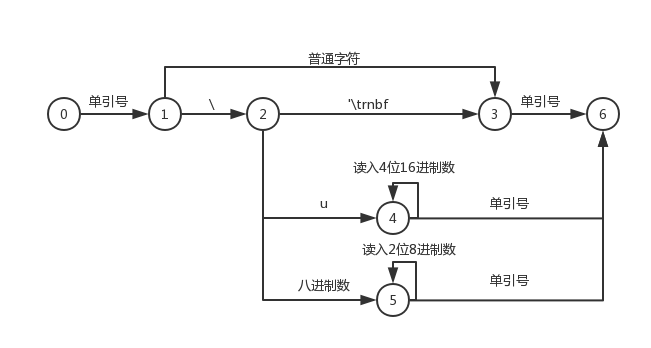 普通字符
0
单引号
1
\
2
'\trnbf
3
单引号
6
读入4位16进制数
u
4
单引号
读入2位8进制数
八进制数
5
单引号